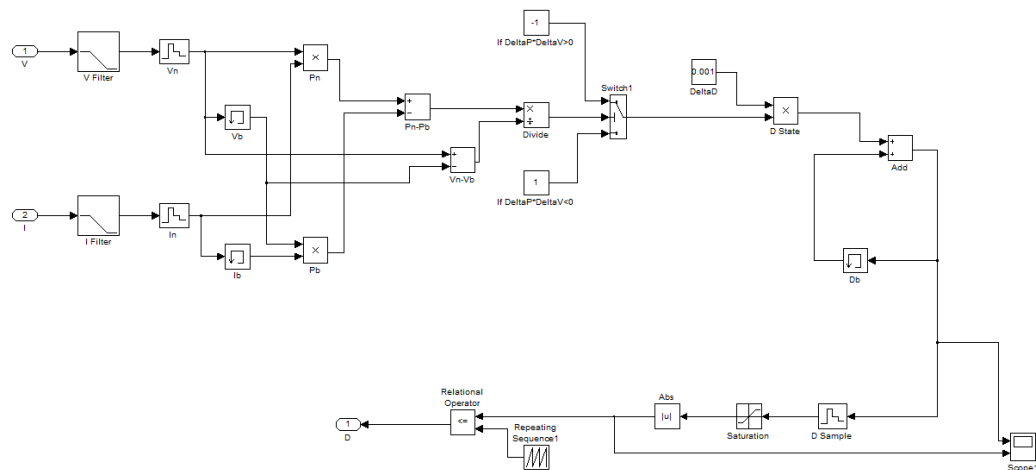 -1
If DeltaP*DeltaV>0
1
V
V Filter
Vn
×
Pn
0.001
DeltaD
Switch1
+
−
Pn-Pb
×
÷
Divide
×
D State
Vb
+
+
Add
+
−
Vn-Vb
1
If DeltaP*DeltaV<0
2
I
I Filter
In
Ib
×
Pb
Db
Relational
Operator
<=
1
D
Repeating
Sequence1
Abs
|u|
Saturation
D Sample